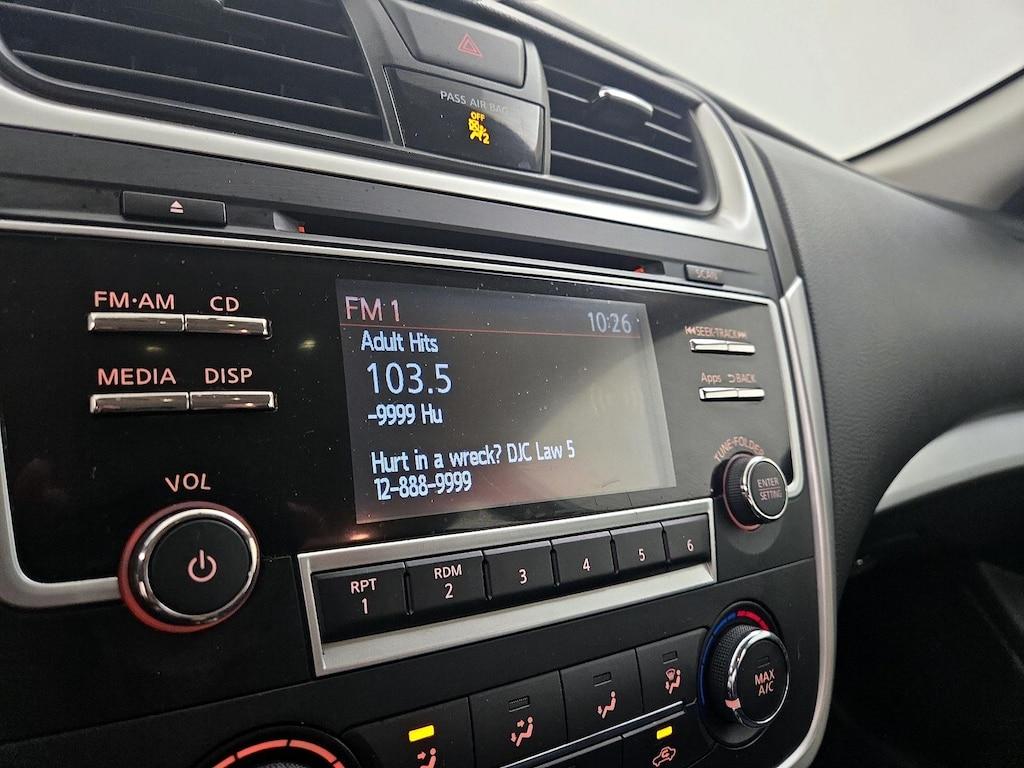 PASS AIR BAG
OFF
2
SCAN
FM·AM CD
MEDIA DISP
VOL
FM 1 10:26
Adult Hits
103.5
-9999 Hu
Hurt in a wreck? DJC Law 5
12-888-9999
SEEK·TRACK
Apps BACK
TUNE·FOLDER
ENTER
SETTING
RPT
1
RDM
2
3
4
5
6
MAX
A/C